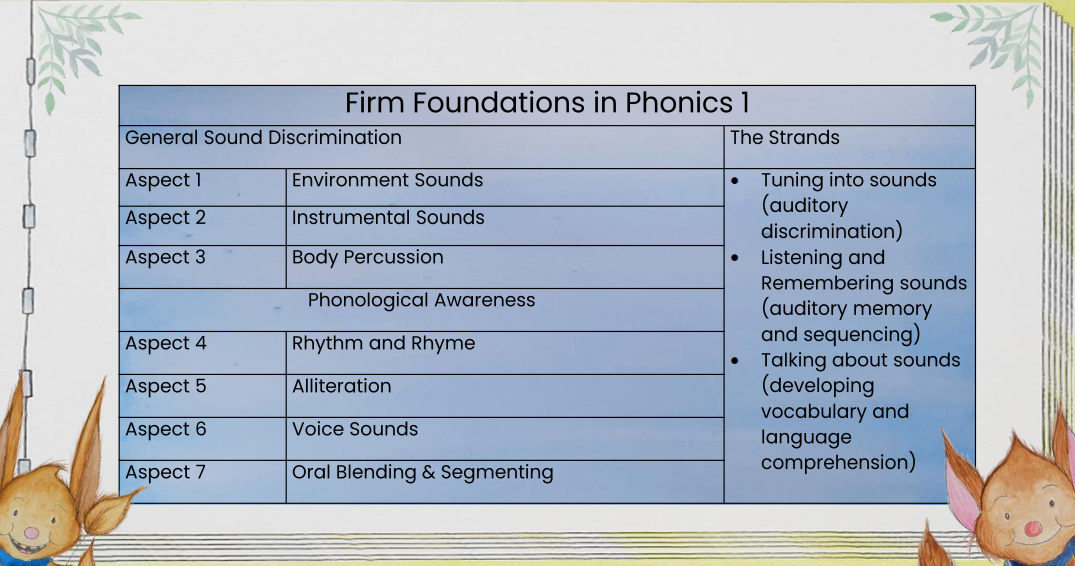 Firm Foundations in Phonics 1
General Sound Discrimination
The Strands
Aspect 1
Environment Sounds
Aspect 2
Instrumental Sounds
Aspect 3
Body Percussion
Phonological Awareness
Aspect 4
Rhythm and Rhyme
Aspect 5
Alliteration
Aspect 6
Voice Sounds
Aspect 7
Oral Blending & Segmenting
• Tuning into sounds
(auditory
discrimination)
• Listening and
Remembering sounds
(auditory memory
and sequencing)
• Talking about sounds
(developing
vocabulary and
language
comprehension)